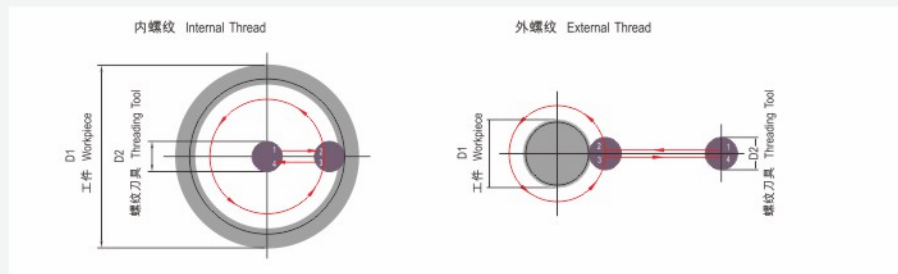 内螺纹 Internal Thread
外螺纹 External Thread
D1
工件 Workpiece
D2
螺纹刀具 Threading Tool
1
2
4
3
D1
工件 Workpiece
2
3
1
4
D2
螺纹刀具 Threading Tool